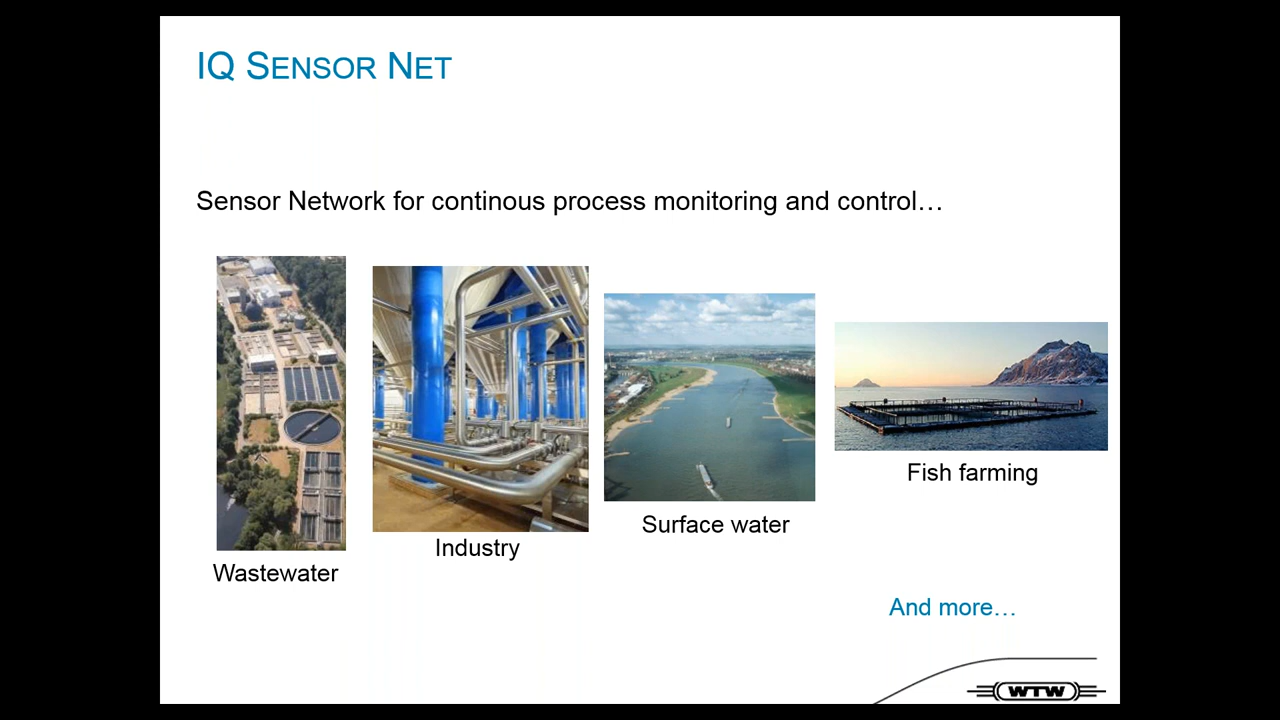 IQ SENSOR NET
Sensor Network for continous process monitoring and control…
Fish farming
Surface water
Industry
Wastewater
And more…
WTW